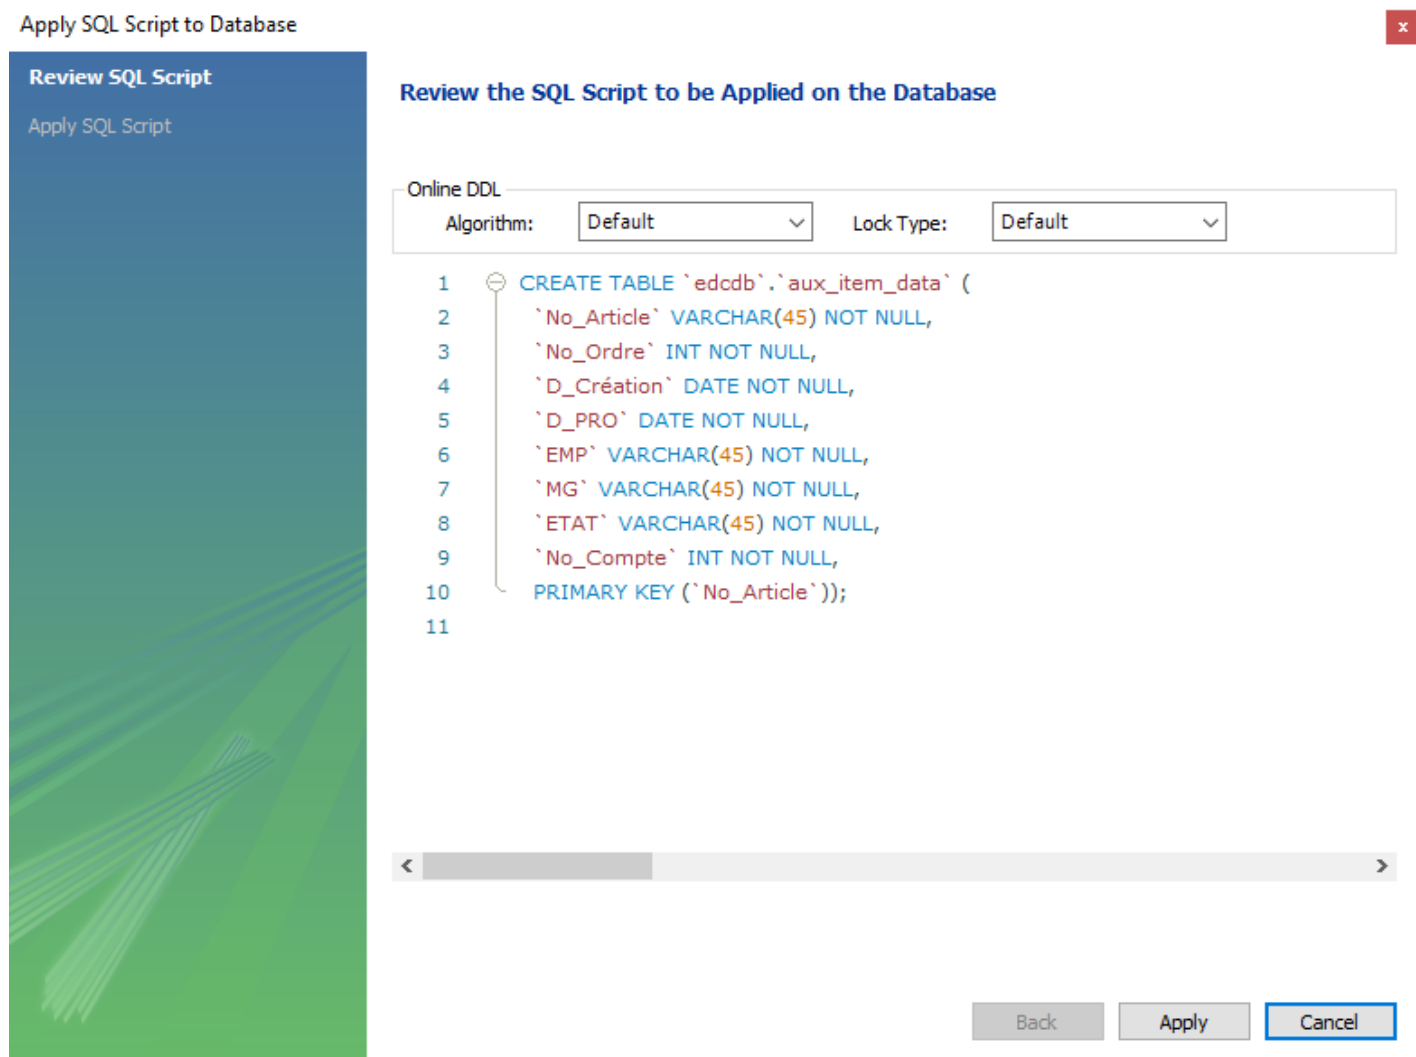 Apply SQL Script to Database
x
Review SQL Script
Apply SQL Script
Review the SQL Script to be Applied on the Database
Online DDL
Algorithm: Default Lock Type: Default
1 CREATE TABLE `edcdb`.`aux_item_data` (
2 `No_Article` VARCHAR(45) NOT NULL,
3 `No_Ordre` INT NOT NULL,
4 `D_Création` DATE NOT NULL,
5 `D_PRO` DATE NOT NULL,
6 `EMP` VARCHAR(45) NOT NULL,
7 `MG` VARCHAR(45) NOT NULL,
8 `ETAT` VARCHAR(45) NOT NULL,
9 `No_Compte` INT NOT NULL,
10 PRIMARY KEY (`No_Article`));
11
Back Apply Cancel